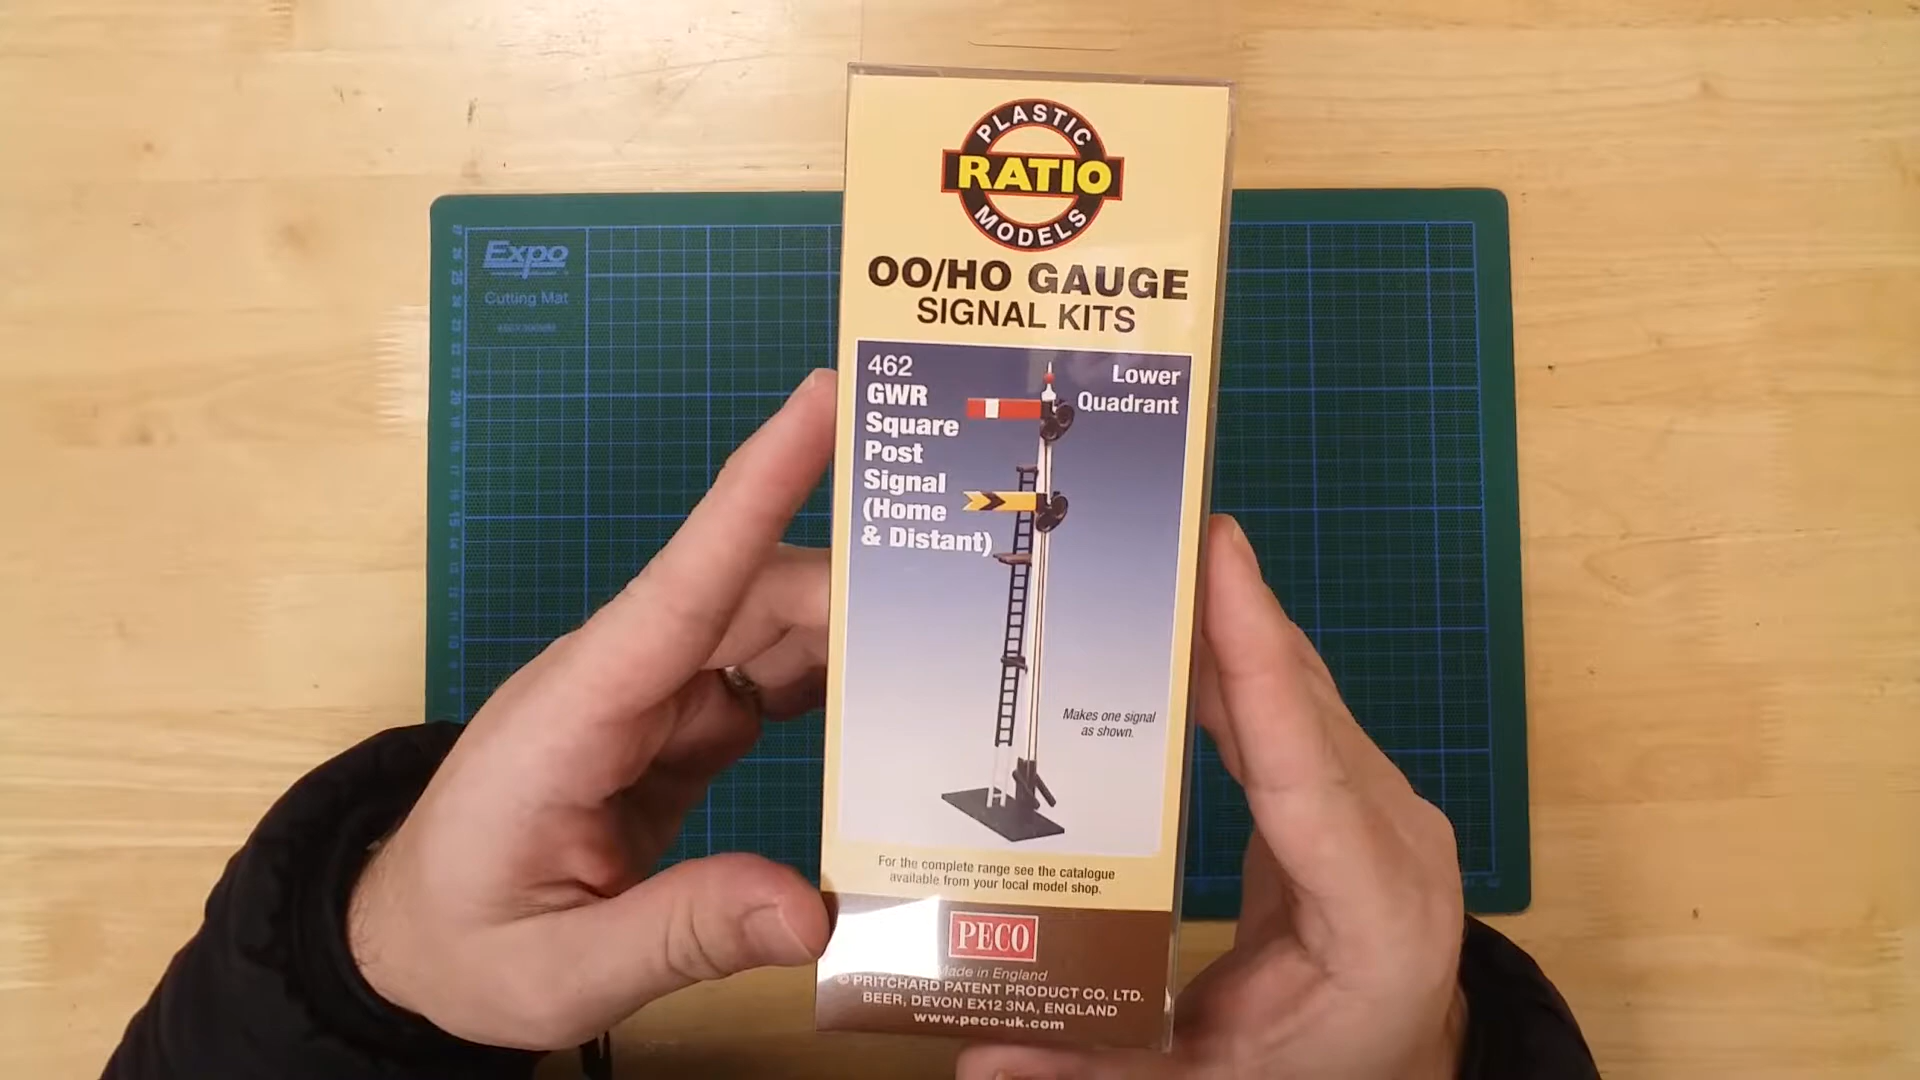 PLASTIC
RATIO
MODELS
OO/HO GAUGE
SIGNAL KITS
462
GWR
Square
Post
Signal
(Home
& Distant)
Lower
Quadrant
Makes one signal
as shown.
For the complete range see the catalogue
available from your local model shop.
PECO
Made in England
© PRITCHARD PATENT PRODUCT CO. LTD.
BEER, DEVON EX12 3NA, ENGLAND
www.peco-uk.com
Expo
Cutting Mat